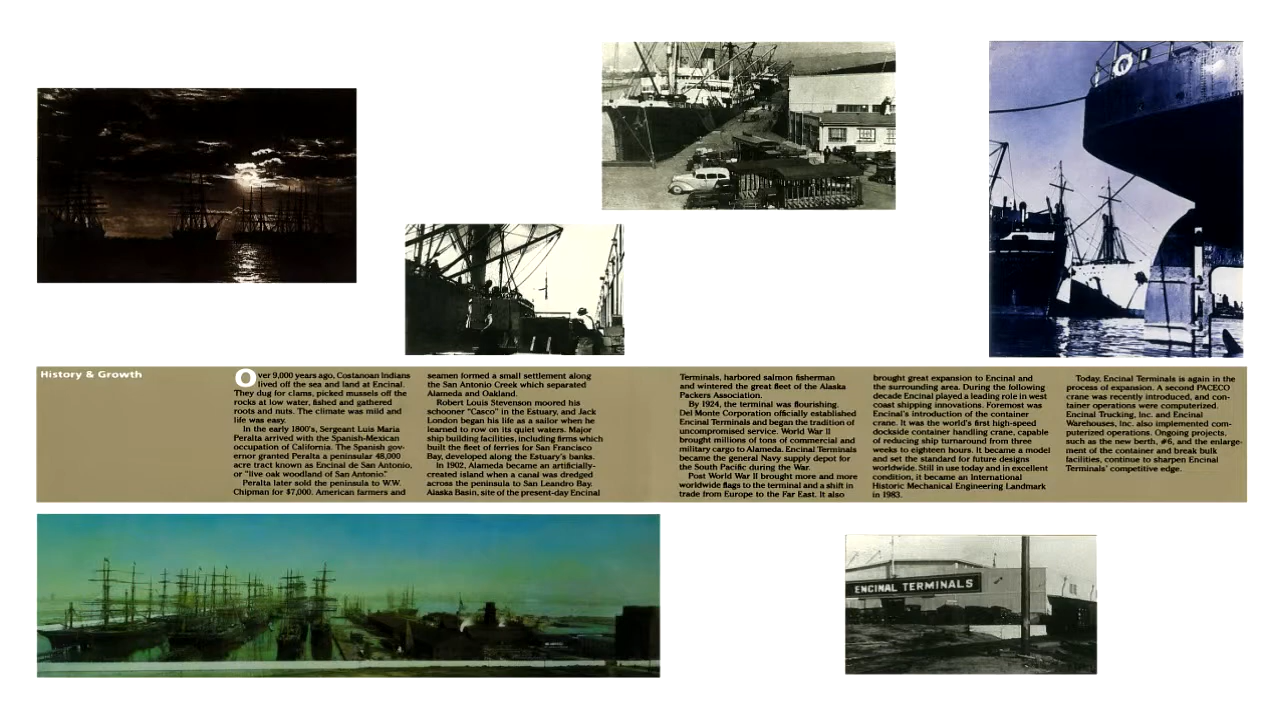 History & Growth
Over 9,000 years ago, Costanoan Indians
lived off the sea and land at Encinal.
They dug for clams, picked mussels off the
rocks at low water, fished and gathered
roots and nuts. The climate was mild and
life was easy.
In the early 1800's, Sergeant Luis Maria
Peralta arrived with the Spanish-Mexican
occupation of California. The Spanish gov-
ernor granted Peralta a peninsular 48,000
acre tract known as Encinal de San Antonio,
or "live oak woodland of San Antonio."
Peralta later sold the peninsula to W.W.
Chipman for $7,000. American farmers and
seamen formed a small settlement along
the San Antonio Creek which separated
Alameda and Oakland.
Robert Louis Stevenson moored his
schooner "Casco" in the Estuary, and Jack
London began his life as a sailor when he
learned to row on its quiet waters. Major
ship building facilities, including firms which
built the fleet of ferries for San Francisco
Bay, developed along the Estuary's banks.
In 1902, Alameda became an artificially-
created island when a canal was dredged
across the peninsula to San Leandro Bay.
Alaska Basin, site of the present-day Encinal
Terminals, harbored salmon fisherman
and wintered the great fleet of the Alaska
Packers Association.
By 1924, the terminal was flourishing.
Del Monte Corporation officially established
Encinal Terminals and began the tradition of
uncompromised service. World War II
brought millions of tons of commercial and
military cargo to Alameda. Encinal Terminals
became the general Navy supply depot for
the South Pacific during the War.
Post World War II brought more and more
worldwide flags to the terminal and a shift in
trade from Europe to the Far East. It also
brought great expansion to Encinal and
the surrounding area. During the following
decade Encinal played a leading role in west
coast shipping innovations. Foremost was
Encinal's introduction of the container
crane. It was the world's first high-speed
dockside container handling crane, capable
of reducing ship turnaround from three
weeks to eighteen hours. It became a model
and set the standard for future designs
worldwide. Still in use today and in excellent
condition, it became an International
Historic Mechanical Engineering Landmark
in 1983.
Today, Encinal Terminals is again in the
process of expansion. A second PACECO
crane was recently introduced, and con-
tainer operations were computerized.
Encinal Trucking, Inc. and Encinal
Warehouses, Inc. also implemented com-
puterized operations. Ongoing projects,
such as the new berth, #6, and the enlarge-
ment of the container and break bulk
facilities, continue to sharpen Encinal
Terminals' competitive edge.
ENCINAL TERMINALS